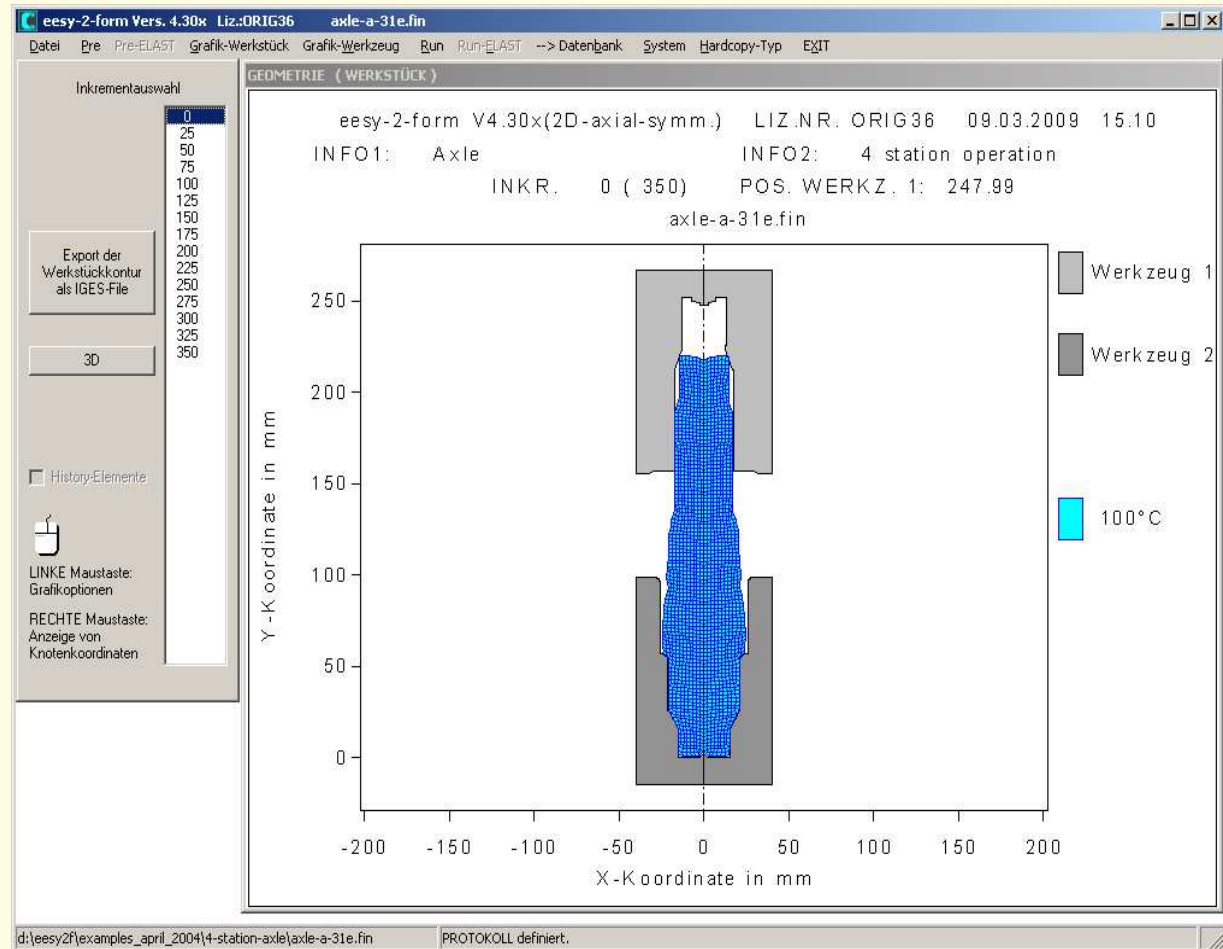 eesy-2-form Vers. 4.30x Liz.:ORIG36 axle-a-31e.fin
Datei Pre Pre-ELAST Grafik-Werkstück Grafik-Werkzeug Run Run-ELAST --> Datenbank System Hardcopy-Typ EXIT
Inkrementauswahl
0
25
50
75
100
125
150
175
200
225
250
275
300
325
350
Export der
Werkstückkontur
als IGES-File
3D
History-Elemente
LINKE Maustaste:
Grafikoptionen
RECHTE Maustaste:
Anzeige von
Knotenkoordinaten
GEOMETRIE ( WERKSTÜCK )
eesy-2-form V4.30x(2D-axial-symm.) LIZ.NR. ORIG36 09.03.2009 15.10
INFO1: Axle INFO2: 4 station operation
INKR. 0 ( 350) POS. WERKZ. 1: 247.99
axle-a-31e.fin
Werkzeug 1
Werkzeug 2
100°C
Y-Koordinate in mm
250
200
150
100
50
0
-200 -150 -100 -50 0 50 100 150 200
X-Koordinate in mm
d:\eesy2f\examples_april_2004\4-station-axle\axle-a-31e.fin PROTOKOLL definiert.